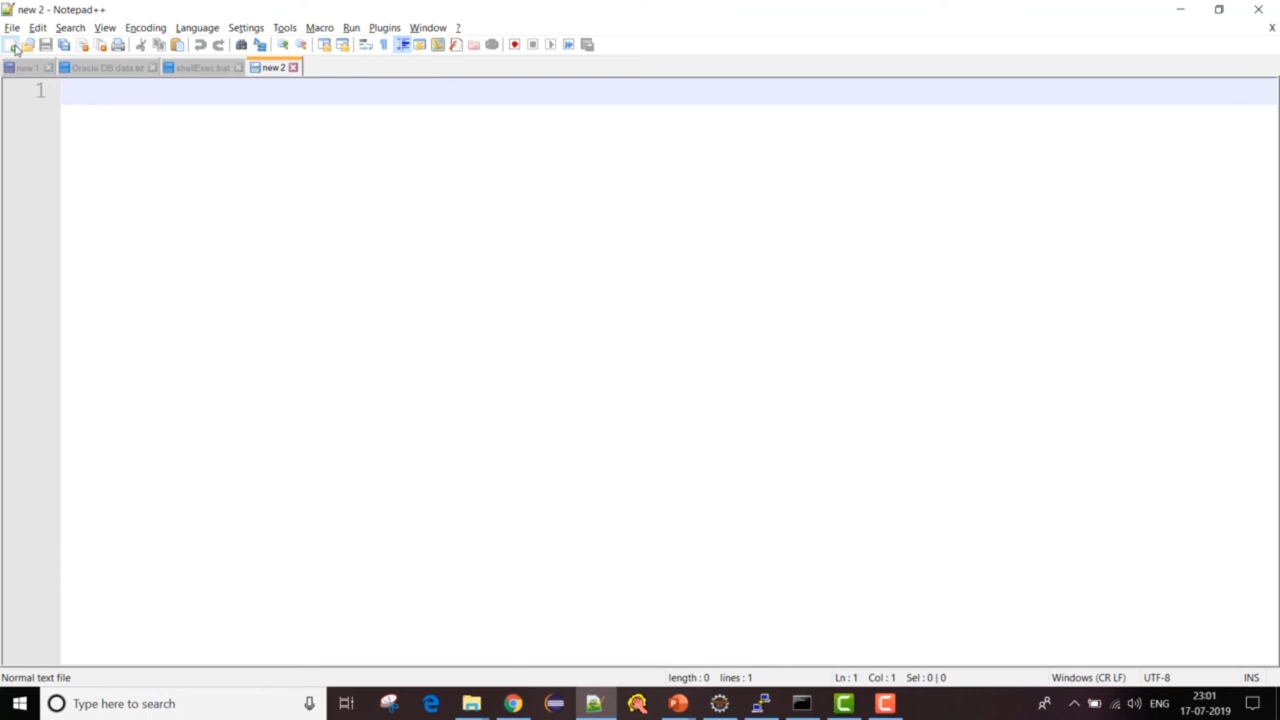 new 2 - Notepad++
File Edit Search View Encoding Language Settings Tools Macro Run Plugins Window ?
X
new 1 Oracle DB data.txt shellExec.bat new 2
1
Normal text file length : 0 lines : 1 Ln : 1 Col : 1 Sel : 0 | 0 Windows (CR LF) UTF-8 INS
Type here to search ENG 23:01
17-07-2019